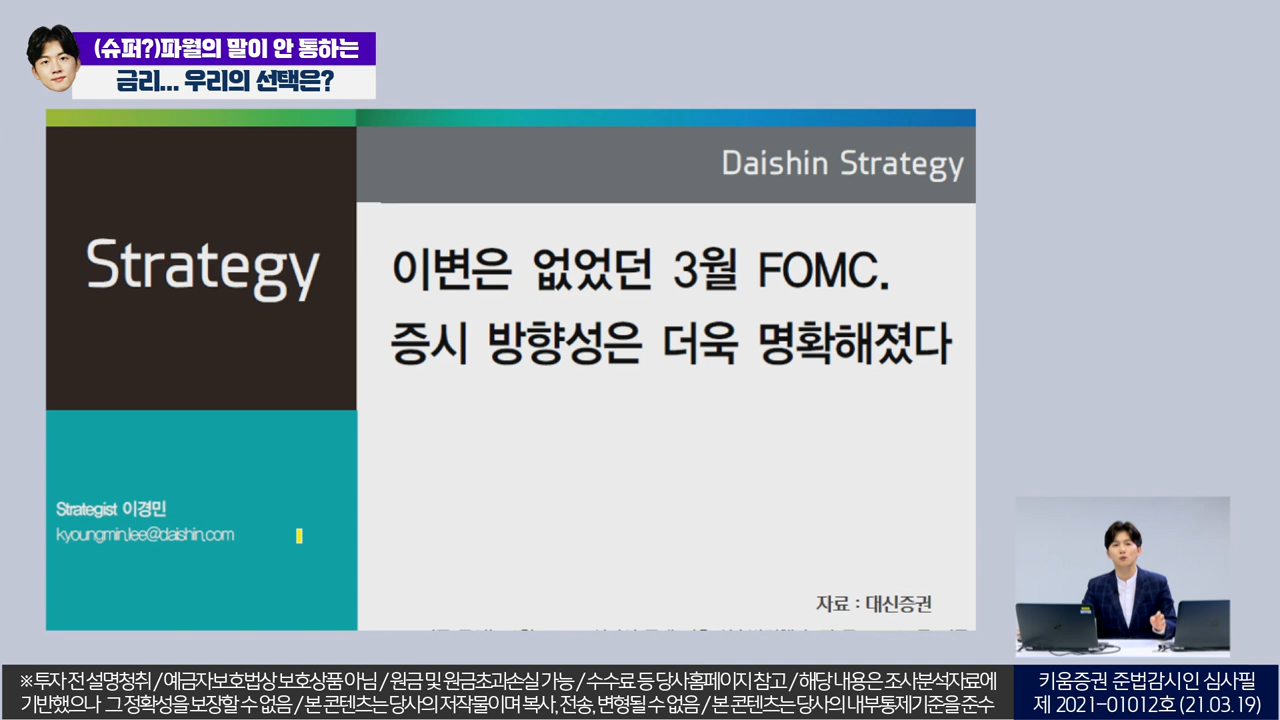 (슈퍼?)파월의 말이 안 통하는
금리... 우리의 선택은?
Daishin Strategy
Strategy
이변은 없었던 3월 FOMC.
증시 방향성은 더욱 명확해졌다
Strategist 이경민
kyoungmin.lee@daishin.com
자료 : 대신증권
※ 투자 전 설명청취 / 예금자보호법상 보호상품 아님 / 원금 및 원금초과손실 가능 / 수수료 등 당사홈페이지 참고 / 해당 내용은 조사분석자료에
기반했으나 그 정확성을 보장할 수 없음 / 본 콘텐츠는 당사의 저작물이며 복사, 전송, 변형될 수 없음 / 본 콘텐츠는 당사의 내부통제기준을 준수
키움증권 준법감시인 심사필
제 2021-01012호 (21.03.19)